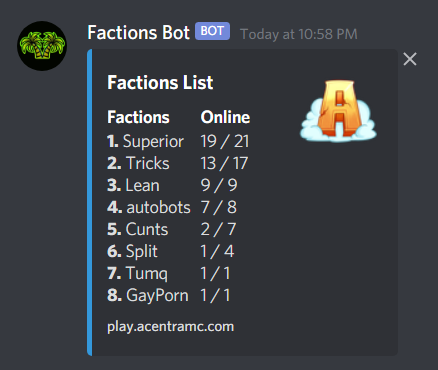 Factions Bot BOT Today at 10:58 PM
Factions List
A
Factions Online
1. Superior 19 / 21
2. Tricks 13 / 17
3. Lean 9 / 9
4. autobots 7 / 8
5. Cunts 2 / 7
6. Split 1 / 4
7. Tumq 1 / 1
8. GayPorn 1 / 1
play.acentramc.com